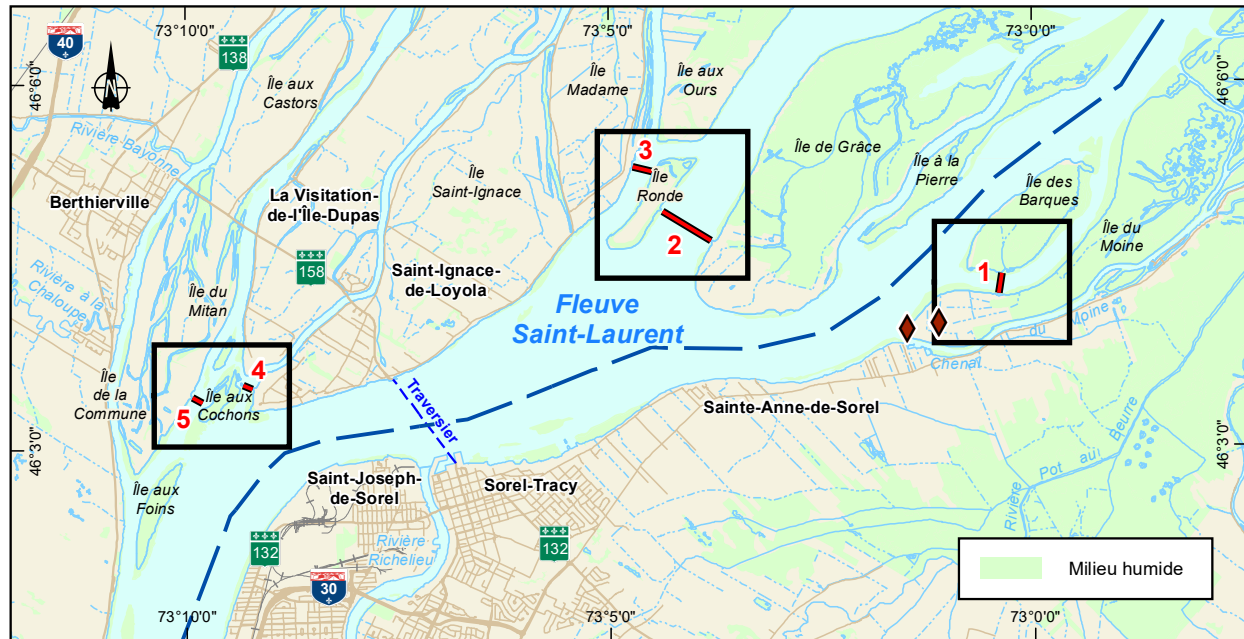 73°10'0"
73°5'0"
73°0'0"
40
138
46°6'0"
46°6'0"
Île aux
Castors
Île
Madame
Île aux
Ours
Rivière Bayonne
Île de Grâce
Île à la
Pierre
Île des
Barques
Île du
Moine
3
Île
Ronde
2
1
Île
Saint-Ignace
La Visitation-
de-l'Île-Dupas
Berthierville
158
Saint-Ignace-
de-Loyola
Rivière à la
Chaloupe
Île du
Mitan
Fleuve
Saint-Laurent
Chenal du Moine
Île
de la
Commune
4
5
Île aux
Cochons
Traversier
Sainte-Anne-de-Sorel
46°3'0"
46°3'0"
Île aux
Foins
Saint-Joseph-
de-Sorel
Sorel-Tracy
Rivière Pot au Beurre
132
Rivière
Richelieu
132
30
Milieu humide
73°10'0"
73°5'0"
73°0'0"